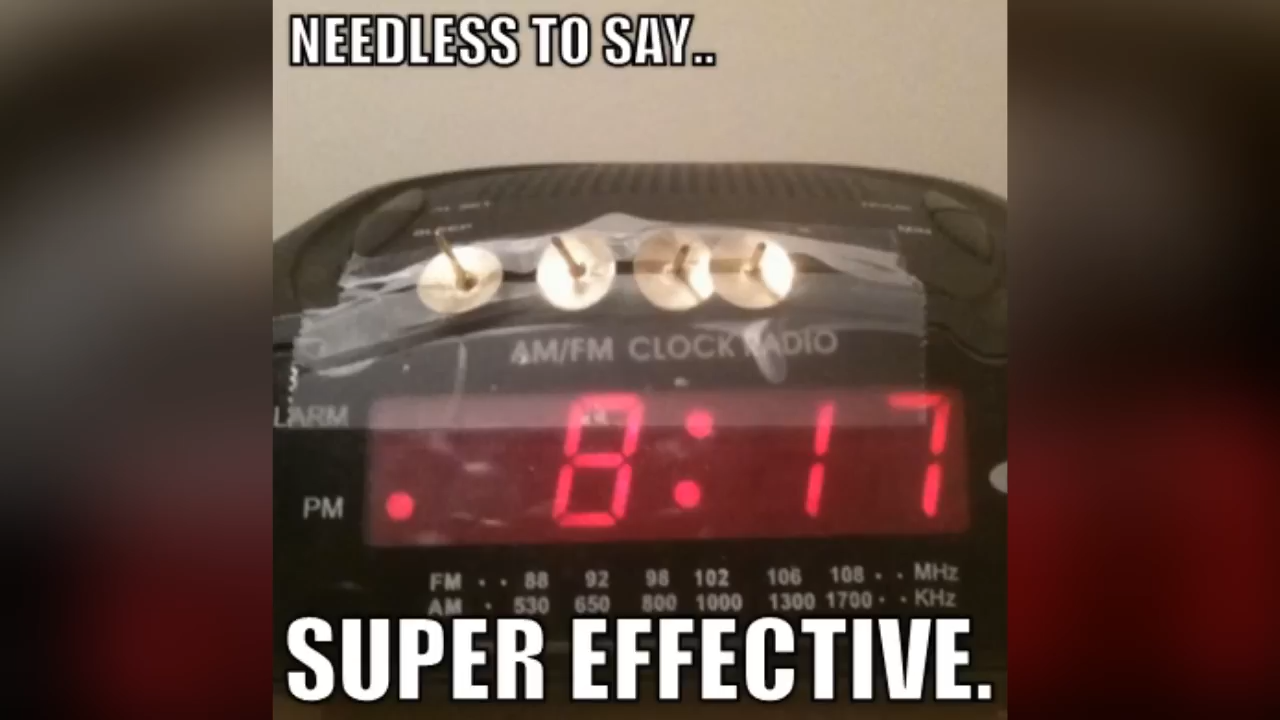 NEEDLESS TO SAY..
AM/FM CLOCK RADIO
ALARM
8:17
PM
FM · · 88 92 98 102 106 108 · · MHz
AM · 530 650 800 1000 1300 1700 · · KHz
SUPER EFFECTIVE.